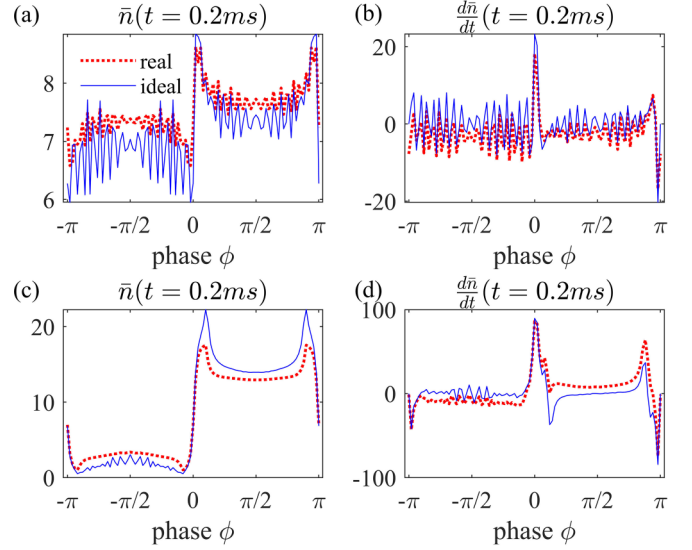 (a) n̄(t = 0.2ms)
8
7
6
real
ideal
-π -π/2 0 π/2 π
phase ϕ
(b) dn̄/dt(t = 0.2ms)
20
0
-20
-π -π/2 0 π/2 π
phase ϕ
(c) n̄(t = 0.2ms)
20
10
0
-π -π/2 0 π/2 π
phase ϕ
(d) dn̄/dt(t = 0.2ms)
100
0
-100
-π -π/2 0 π/2 π
phase ϕ